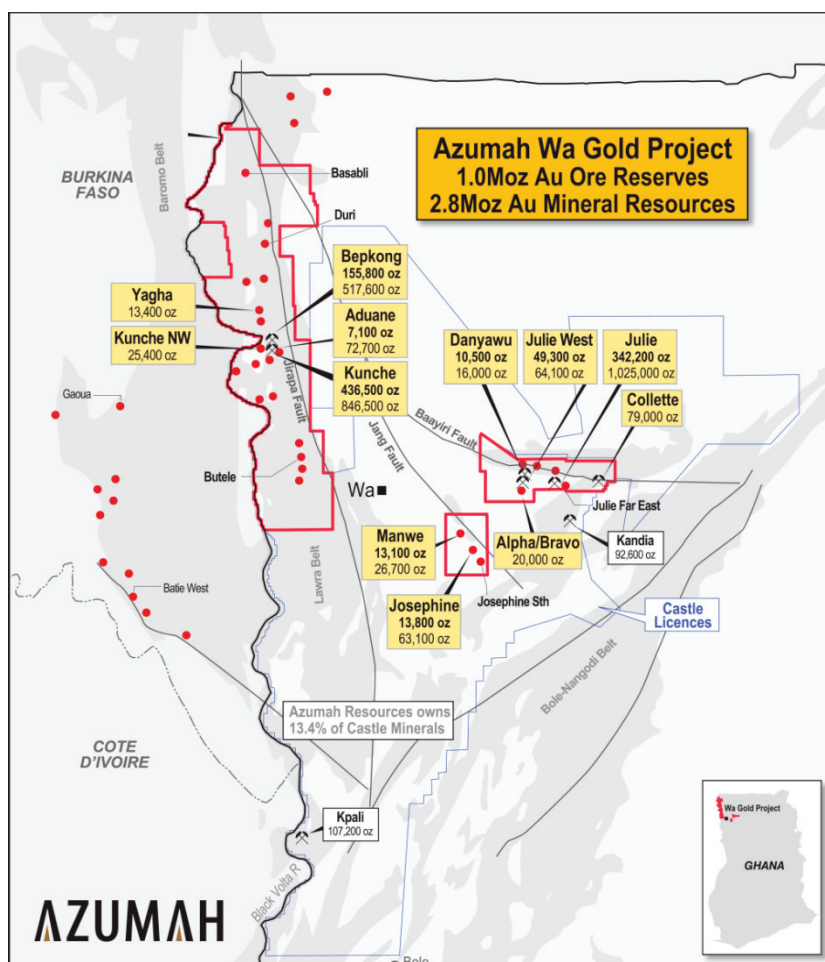 Azumah Wa Gold Project
1.0Moz Au Ore Reserves
2.8Moz Au Mineral Resources
BURKINA
FASO
Baromo Belt
Basabli
Duri
Bepkong
155,800 oz
517,600 oz
Yagha
13,400 oz
Aduane
7,100 oz
72,700 oz
Kunche NW
25,400 oz
Kunche
436,500 oz
846,500 oz
Danyawu
10,500 oz
16,000 oz
Julie West
49,300 oz
64,100 oz
Julie
342,200 oz
1,025,000 oz
Collette
79,000 oz
Jirapa Fault
Gaoua
Jang Fault
Baayiri Fault
Butele
Wa
Julie Far East
Manwe
13,100 oz
26,700 oz
Alpha/Bravo
20,000 oz
Kandia
92,600 oz
Lawra Belt
Batie West
Josephine
13,800 oz
63,100 oz
Josephine Sth
Castle
Licences
Bole-Nangodi Belt
Azumah Resources owns
13.4% of Castle Minerals
COTE
D'IVOIRE
Kpali
107,200 oz
Wa Gold Project
GHANA
Black Volta R
AZUMAH
Bole